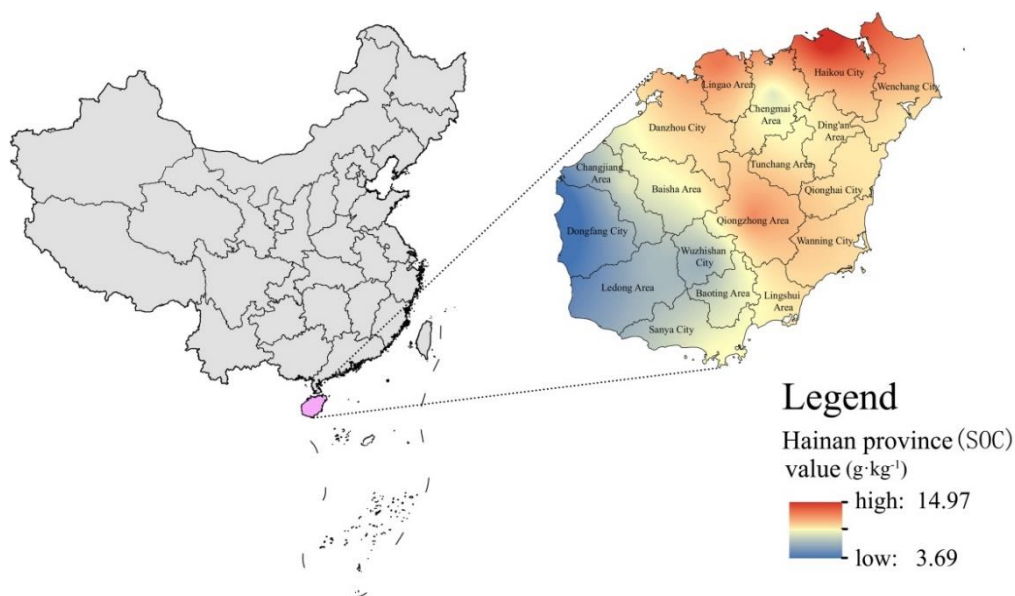 Haikou City
Lingao Area
Wenchang City
Chengmai
Area
Danzhou City
Ding'an
Area
Tunchang Area
Changjiang
Area
Baisha Area
Qionghai City
Qiongzhong Area
Dongfang City
Wanning City
Wuzhishan
City
Ledong Area
Baoting Area
Lingshui
Area
Sanya City
Legend
Hainan province (SOC)
value (g·kg⁻¹)
high: 14.97
low: 3.69